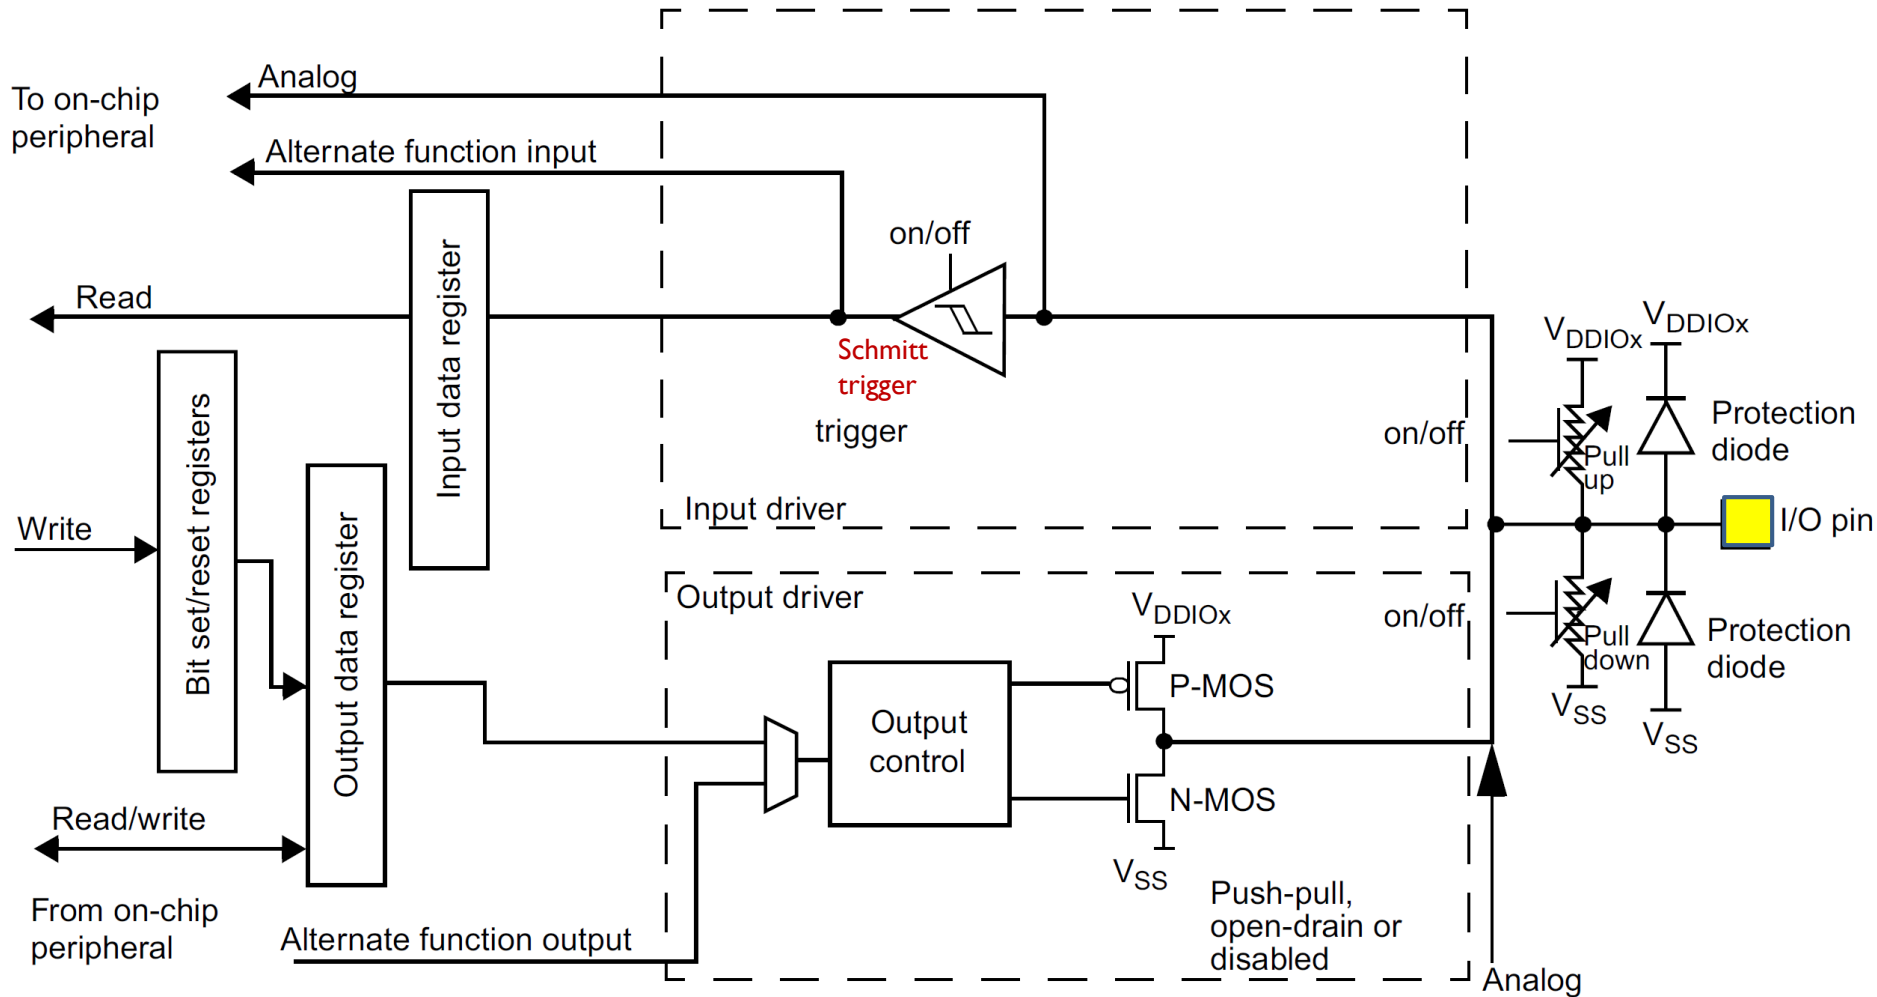 Analog
To on-chip
peripheral
Alternate function input
on/off
Read
Input data register
Schmitt
trigger
trigger
VDDIOx
VDDIOx
on/off
Pull
up
Protection
diode
Input driver
I/O pin
Write
Bit set/reset registers
Output data register
Output driver
VDDIOx
on/off
Pull
down
Protection
diode
VSS
VSS
P-MOS
Output
control
N-MOS
VSS
Read/write
From on-chip
peripheral
Alternate function output
Push-pull,
open-drain or
disabled
Analog